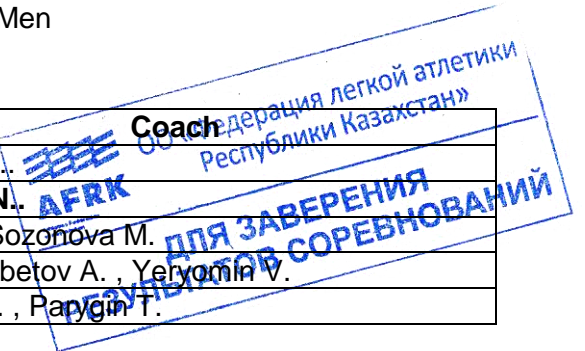 Men
Coach
..
N..
Sozonova M.
betov A. , Yeryomin V.
. , Parygin T.
ОО «Федерация легкой атлетики
Республики Казахстан»
AFRK
ДЛЯ ЗАВЕРЕНИЯ
РЕЗУЛЬТАТОВ СОРЕВНОВАНИЙ